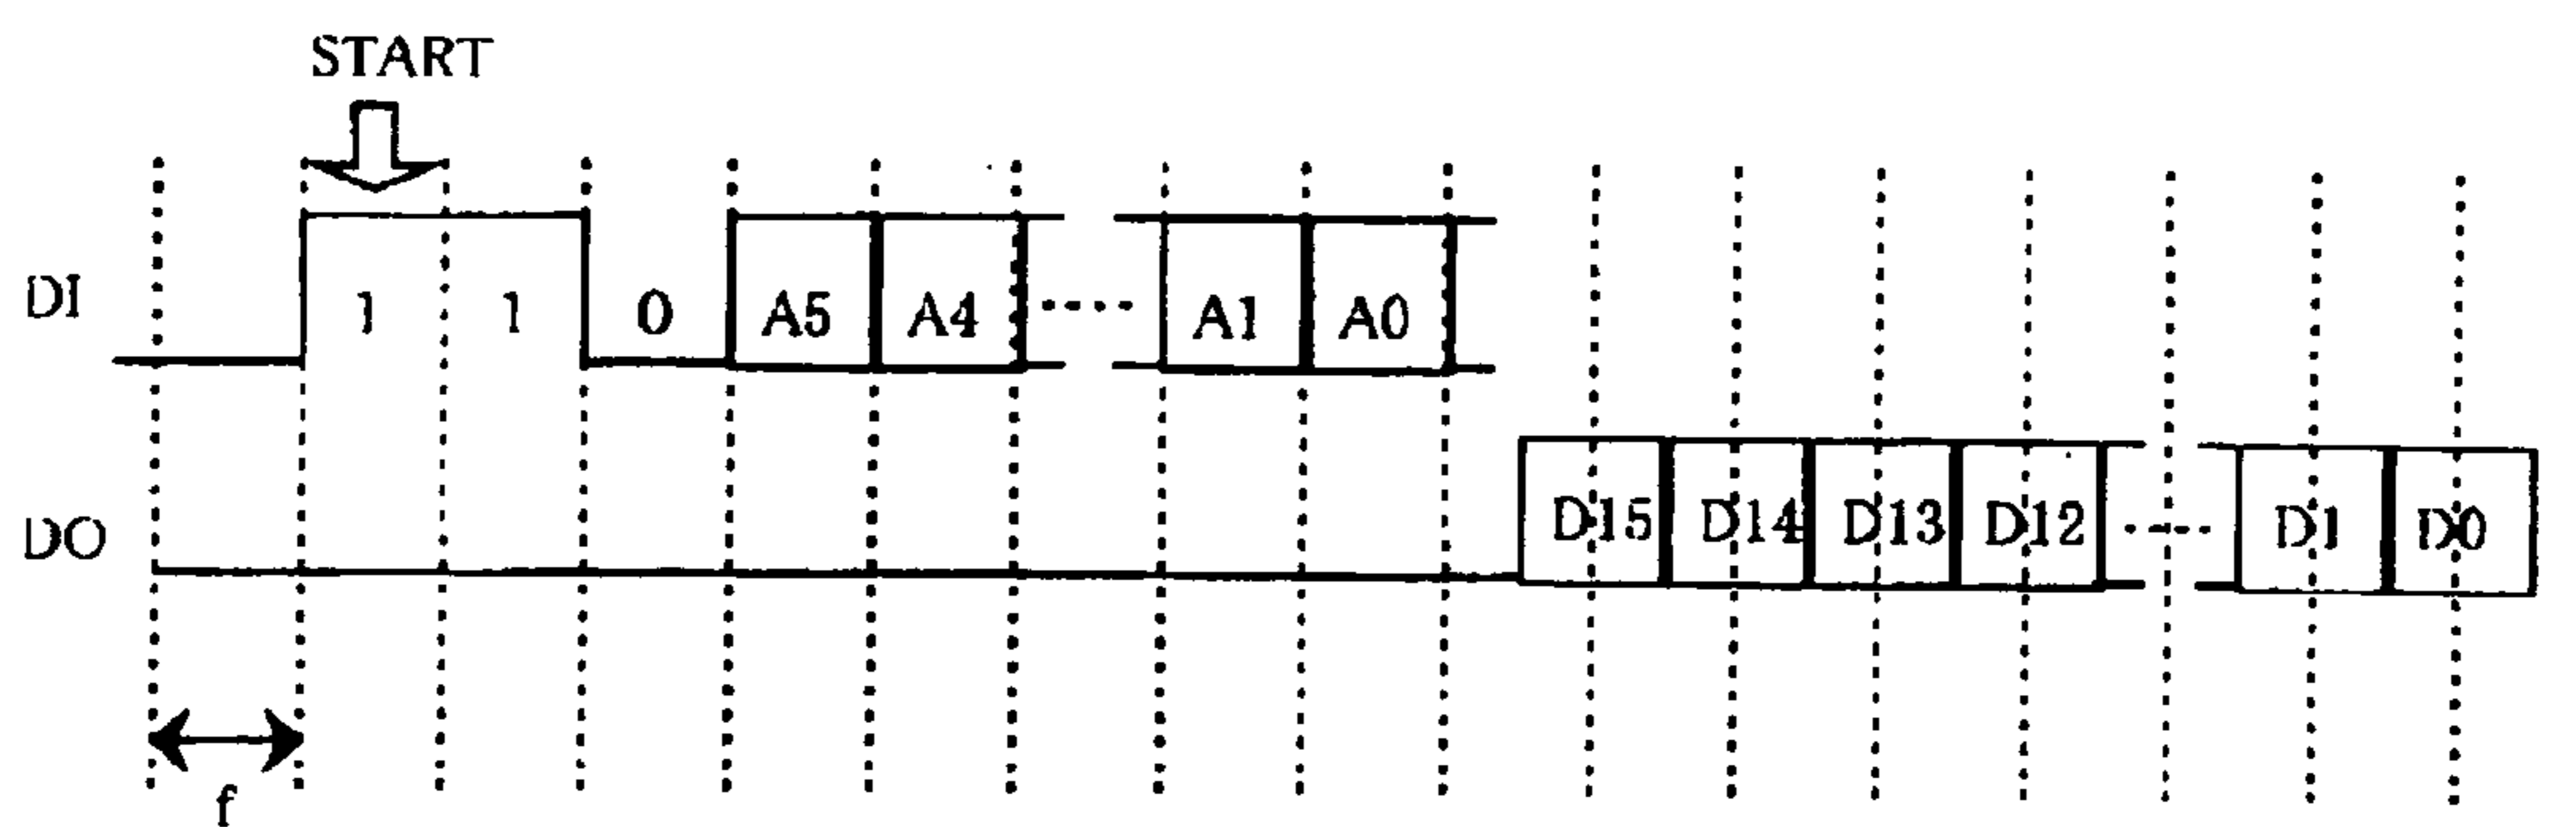 START
DI 1 1 0 A5 A4 ····· A1 A0
DO D15 D14 D13 D12 ····· D1 D0
f